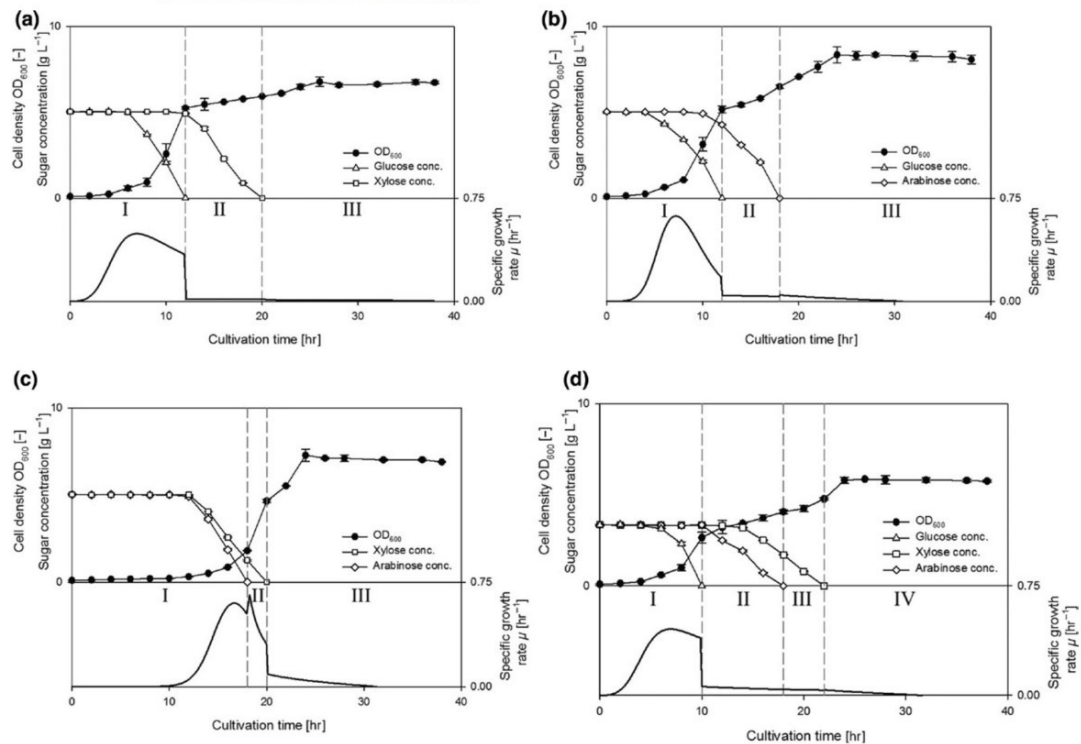 (a)
Cell density OD600 [–]
Sugar concentration [g L⁻¹]
10
0
OD600
Glucose conc.
Xylose conc.
I
II
III
0.75
0.00
Specific growth
rate μ [hr⁻¹]
0
10
20
30
40
Cultivation time [hr]
(b)
Cell density OD600 [–]
Sugar concentration [g L⁻¹]
10
0
OD600
Glucose conc.
Arabinose conc.
I
II
III
0.75
0.00
Specific growth
rate μ [hr⁻¹]
0
10
20
30
40
Cultivation time [hr]
(c)
Cell density OD600 [–]
Sugar concentration [g L⁻¹]
10
0
OD600
Xylose conc.
Arabinose conc.
I
II
III
0.75
0.00
Specific growth
rate μ [hr⁻¹]
0
10
20
30
40
Cultivation time [hr]
(d)
Cell density OD600 [–]
Sugar concentration [g L⁻¹]
10
0
OD600
Glucose conc.
Xylose conc.
Arabinose conc.
I
II
III
IV
0.75
0.00
Specific growth
rate μ [hr⁻¹]
0
10
20
30
40
Cultivation time [hr]